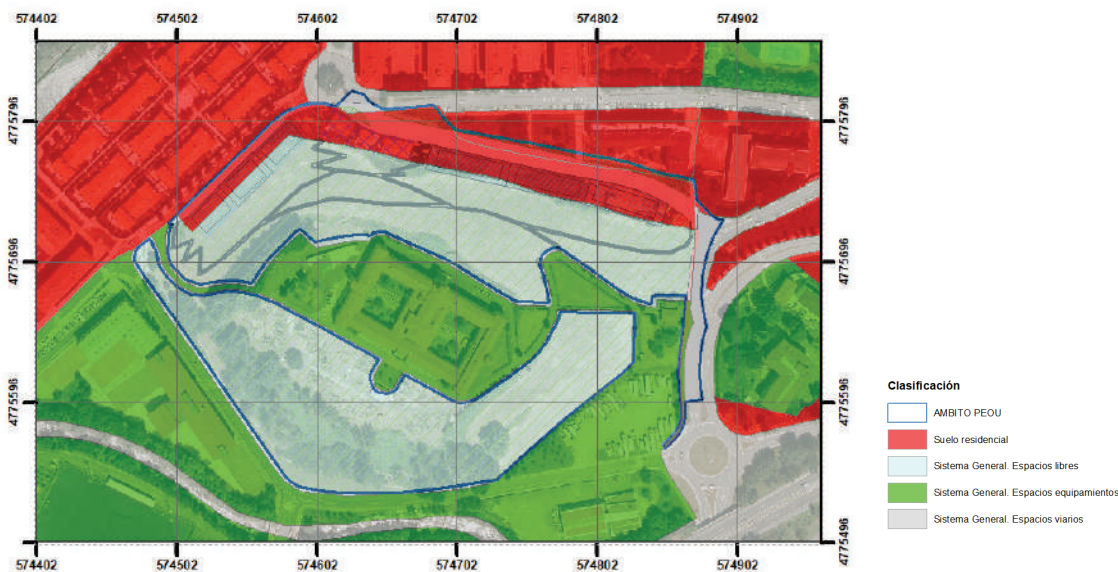 574402 574502 574602 574702 574802 574902
4775796 4775796
4775696 4775696
4775596 4775596
4775496 4775496
574402 574502 574602 574702 574802 574902
Clasificación
AMBITO PEOU
Suelo residencial
Sistema General. Espacios libres
Sistema General. Espacios equipamientos
Sistema General. Espacios viarios